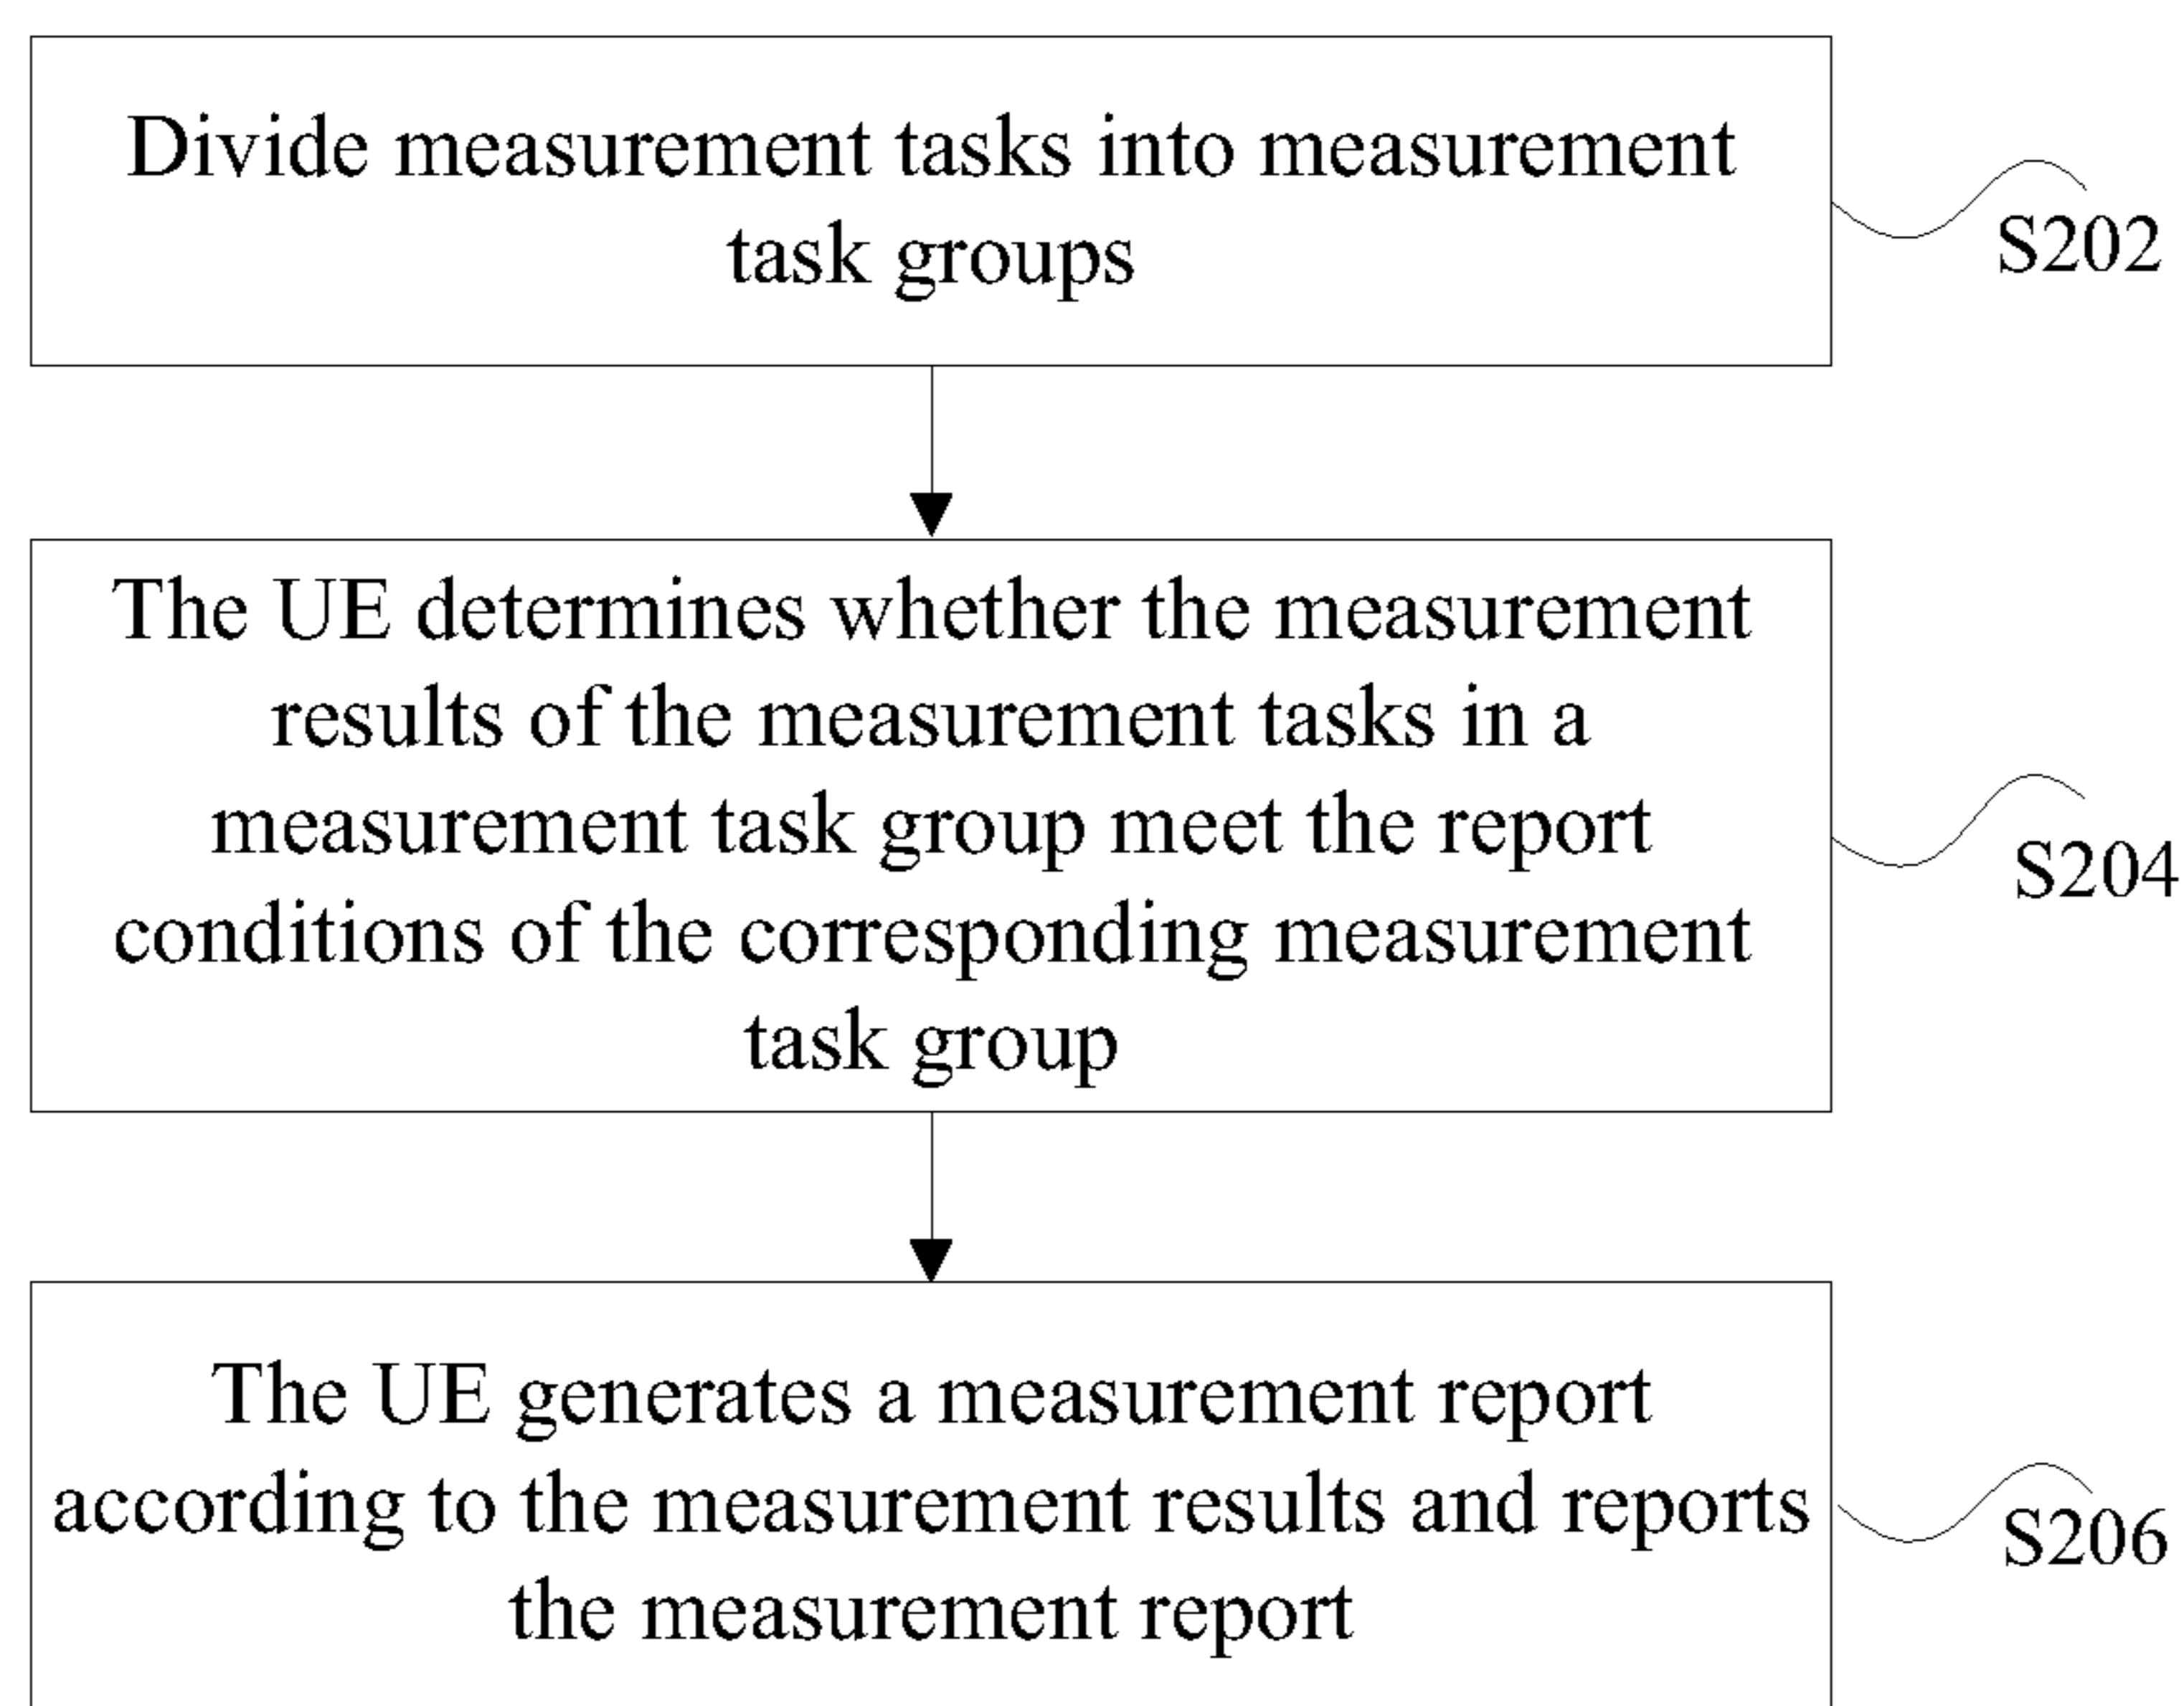 Divide measurement tasks into measurement
task groups
S202
The UE determines whether the measurement
results of the measurement tasks in a
measurement task group meet the report
conditions of the corresponding measurement
task group
S204
The UE generates a measurement report
according to the measurement results and reports
the measurement report
S206